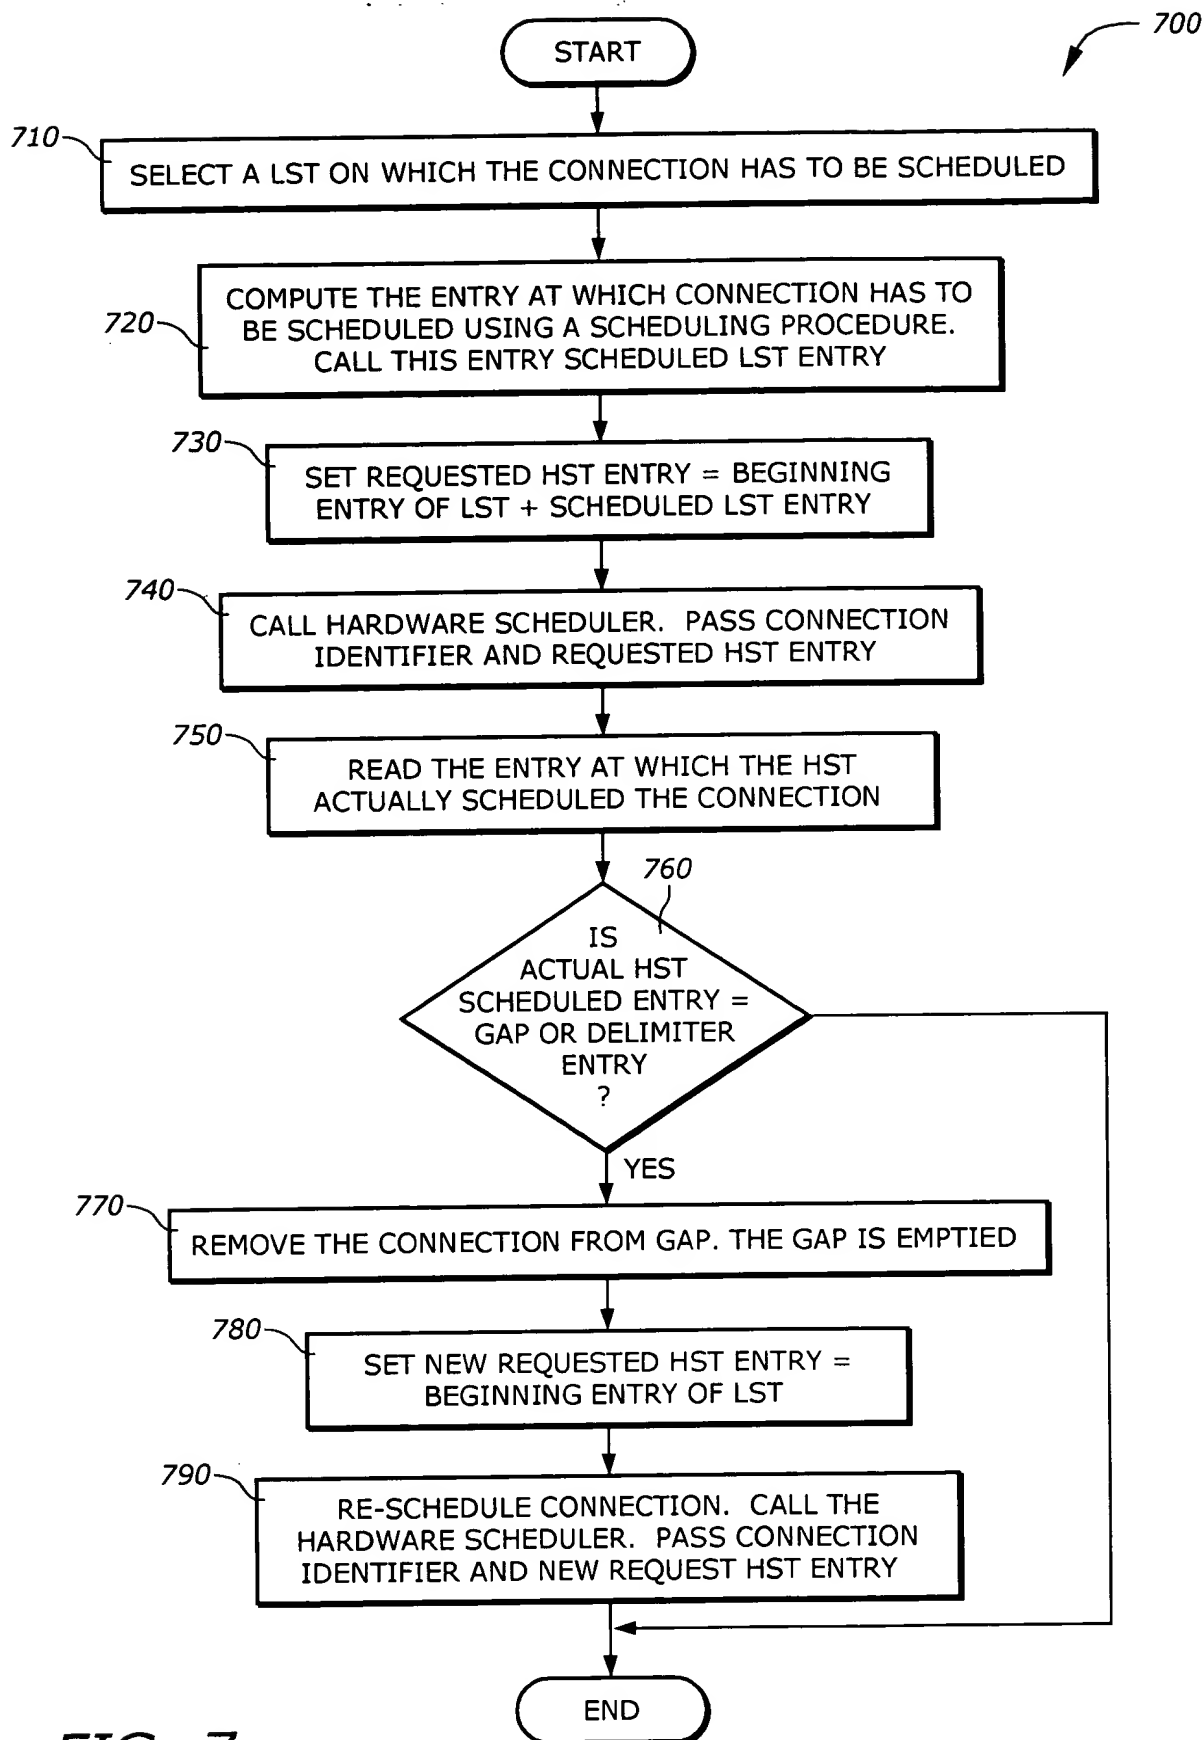 START
700
710
SELECT A LST ON WHICH THE CONNECTION HAS TO BE SCHEDULED
720
COMPUTE THE ENTRY AT WHICH CONNECTION HAS TO
BE SCHEDULED USING A SCHEDULING PROCEDURE.
CALL THIS ENTRY SCHEDULED LST ENTRY
730
SET REQUESTED HST ENTRY = BEGINNING
ENTRY OF LST + SCHEDULED LST ENTRY
740
CALL HARDWARE SCHEDULER. PASS CONNECTION
IDENTIFIER AND REQUESTED HST ENTRY
750
READ THE ENTRY AT WHICH THE HST
ACTUALLY SCHEDULED THE CONNECTION
760
IS
ACTUAL HST
SCHEDULED ENTRY =
GAP OR DELIMITER
ENTRY
?
YES
770
REMOVE THE CONNECTION FROM GAP. THE GAP IS EMPTIED
780
SET NEW REQUESTED HST ENTRY =
BEGINNING ENTRY OF LST
790
RE-SCHEDULE CONNECTION. CALL THE
HARDWARE SCHEDULER. PASS CONNECTION
IDENTIFIER AND NEW REQUEST HST ENTRY
END
FIG. 7